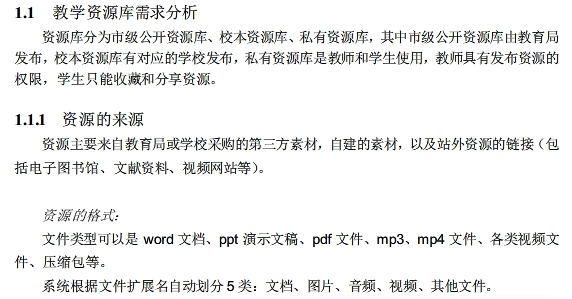 1.1 教学资源库需求分析
资源库分为市级公开资源库、校本资源库、私有资源库，其中市级公开资源库由教育局
发布，校本资源库有对应的学校发布，私有资源库是教师和学生使用，教师具有发布资源的
权限，学生只能收藏和分享资源。
1.1.1 资源的来源
资源主要来自教育局或学校采购的第三方素材，自建的素材，以及站外资源的链接（包
括电子图书馆、文献资料、视频网站等）。
资源的格式：
文件类型可以是 word 文档、ppt 演示文稿、pdf 文件、mp3、mp4 文件、各类视频文
件、压缩包等。
系统根据文件扩展名自动划分 5 类：文档、图片、音频、视频、其他文件。